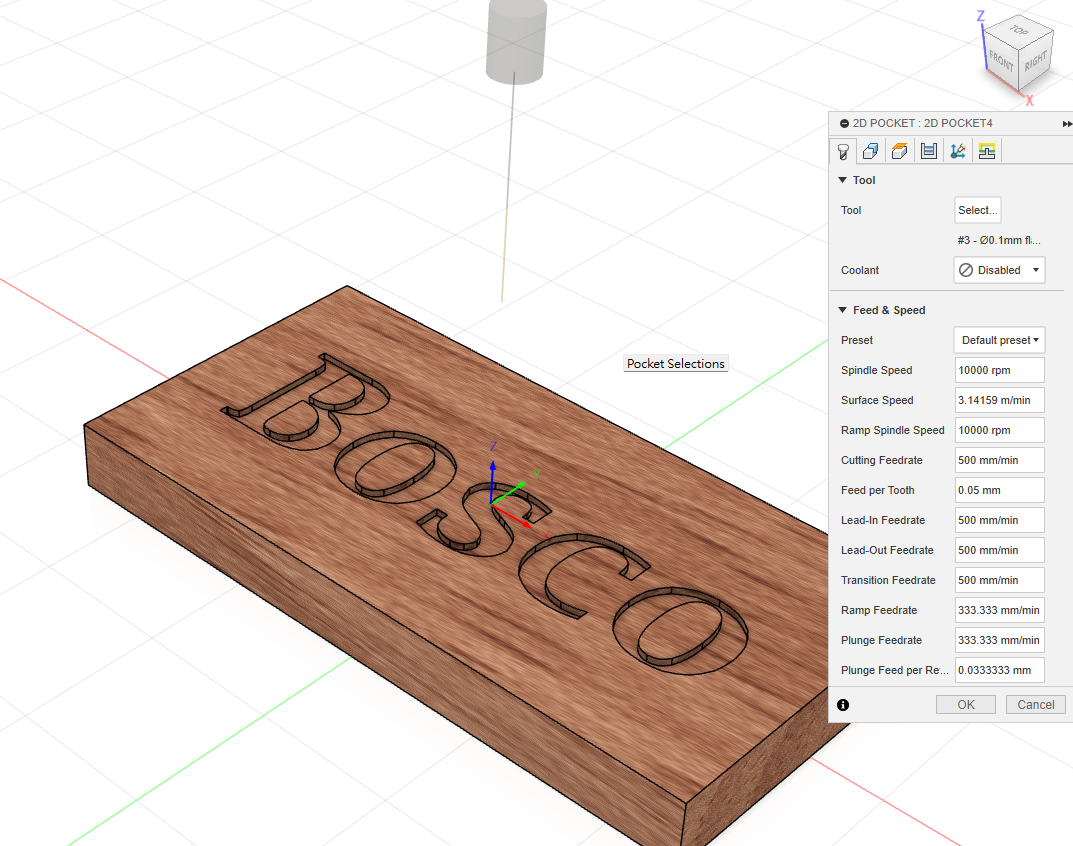 Z
TOP
FRONT
RIGHT
X
2D POCKET : 2D POCKET4
Tool
Tool
Select...
#3 - Ø0.1mm fl...
Coolant
Disabled
Feed & Speed
Preset
Default preset
Spindle Speed
10000 rpm
Surface Speed
3.14159 m/min
Ramp Spindle Speed
10000 rpm
Cutting Feedrate
500 mm/min
Feed per Tooth
0.05 mm
Lead-In Feedrate
500 mm/min
Lead-Out Feedrate
500 mm/min
Transition Feedrate
500 mm/min
Ramp Feedrate
333.333 mm/min
Plunge Feedrate
333.333 mm/min
Plunge Feed per Re...
0.0333333 mm
OK
Cancel
Pocket Selections
BOSCO
Z
Y
X